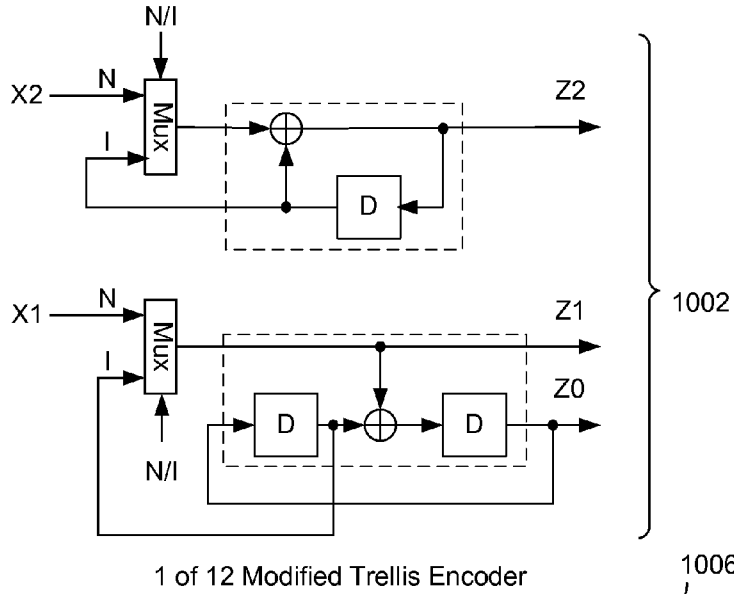 N/I
X2
N
Mux
I
D
Z2
X1
N
Mux
I
N/I
D
D
Z1
Z0
1002
1 of 12 Modified Trellis Encoder
1006